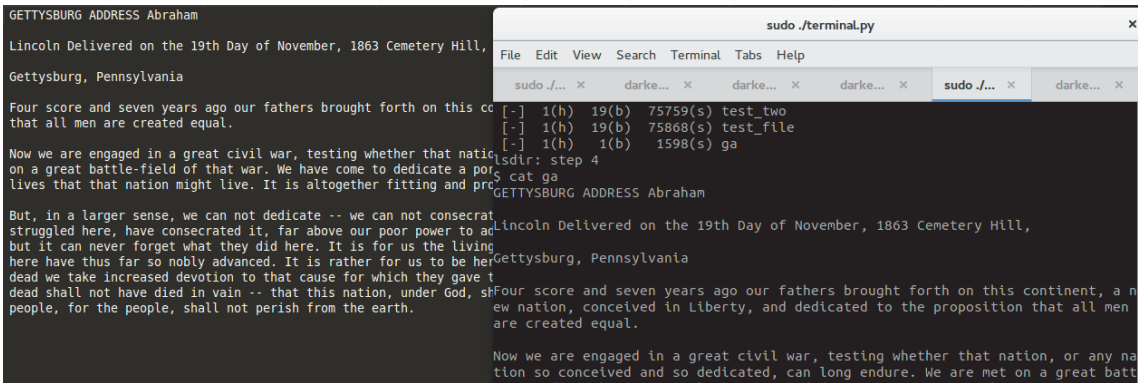 GETTYSBURG ADDRESS Abraham
Lincoln Delivered on the 19th Day of November, 1863 Cemetery Hill,
Gettysburg, Pennsylvania
Four score and seven years ago our fathers brought forth on this co
that all men are created equal.
Now we are engaged in a great civil war, testing whether that natio
on a great battle-field of that war. We have come to dedicate a por
lives that that nation might live. It is altogether fitting and pro
But, in a larger sense, we can not dedicate -- we can not consecrat
struggled here, have consecrated it, far above our poor power to ad
but it can never forget what they did here. It is for us the living
here have thus far so nobly advanced. It is rather for us to be her
dead we take increased devotion to that cause for which they gave t
dead shall not have died in vain -- that this nation, under God, sh
people, for the people, shall not perish from the earth.
sudo ./terminal.py ×
File Edit View Search Terminal Tabs Help
sudo ./... × darke... × darke... × darke... × sudo ./... × darke... ×
[-] 1(h) 19(b) 75759(s) test_two
[-] 1(h) 19(b) 75868(s) test_file
[-] 1(h) 1(b) 1598(s) ga
lsdir: step 4
$ cat ga
GETTYSBURG ADDRESS Abraham
Lincoln Delivered on the 19th Day of November, 1863 Cemetery Hill,
Gettysburg, Pennsylvania
Four score and seven years ago our fathers brought forth on this continent, a n
ew nation, conceived in Liberty, and dedicated to the proposition that all men
are created equal.
Now we are engaged in a great civil war, testing whether that nation, or any na
tion so conceived and so dedicated, can long endure. We are met on a great batt